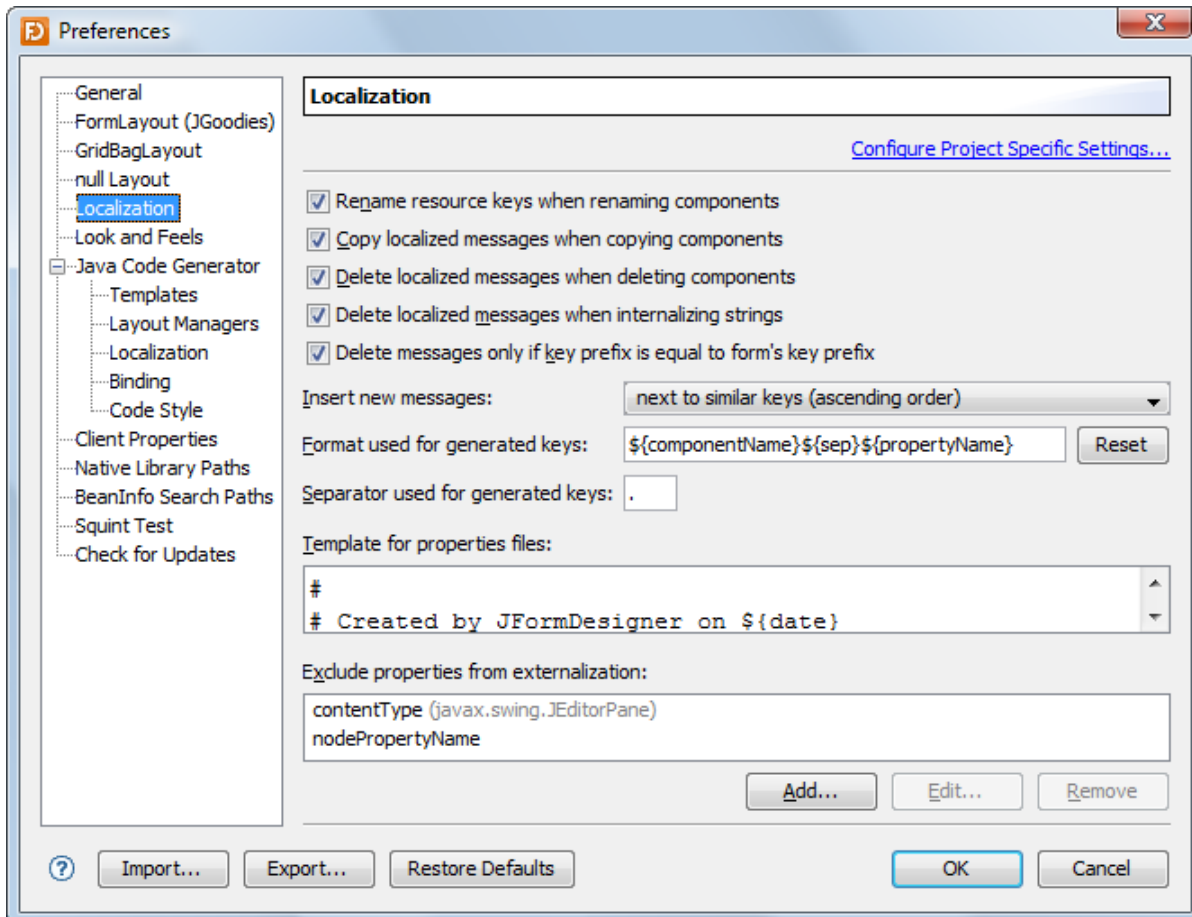 Preferences
General
FormLayout (JGoodies)
GridBagLayout
null Layout
Localization
Look and Feels
Java Code Generator
Templates
Layout Managers
Localization
Binding
Code Style
Client Properties
Native Library Paths
BeanInfo Search Paths
Squint Test
Check for Updates
Localization
Configure Project Specific Settings...
Rename resource keys when renaming components
Copy localized messages when copying components
Delete localized messages when deleting components
Delete localized messages when internalizing strings
Delete messages only if key prefix is equal to form's key prefix
Insert new messages: next to similar keys (ascending order)
Format used for generated keys: ${componentName}${sep}${propertyName} Reset
Separator used for generated keys: .
Template for properties files:
#
# Created by JFormDesigner on ${date}
Exclude properties from externalization:
contentType (javax.swing.JEditorPane)
nodePropertyName
Add... Edit... Remove
? Import... Export... Restore Defaults OK Cancel